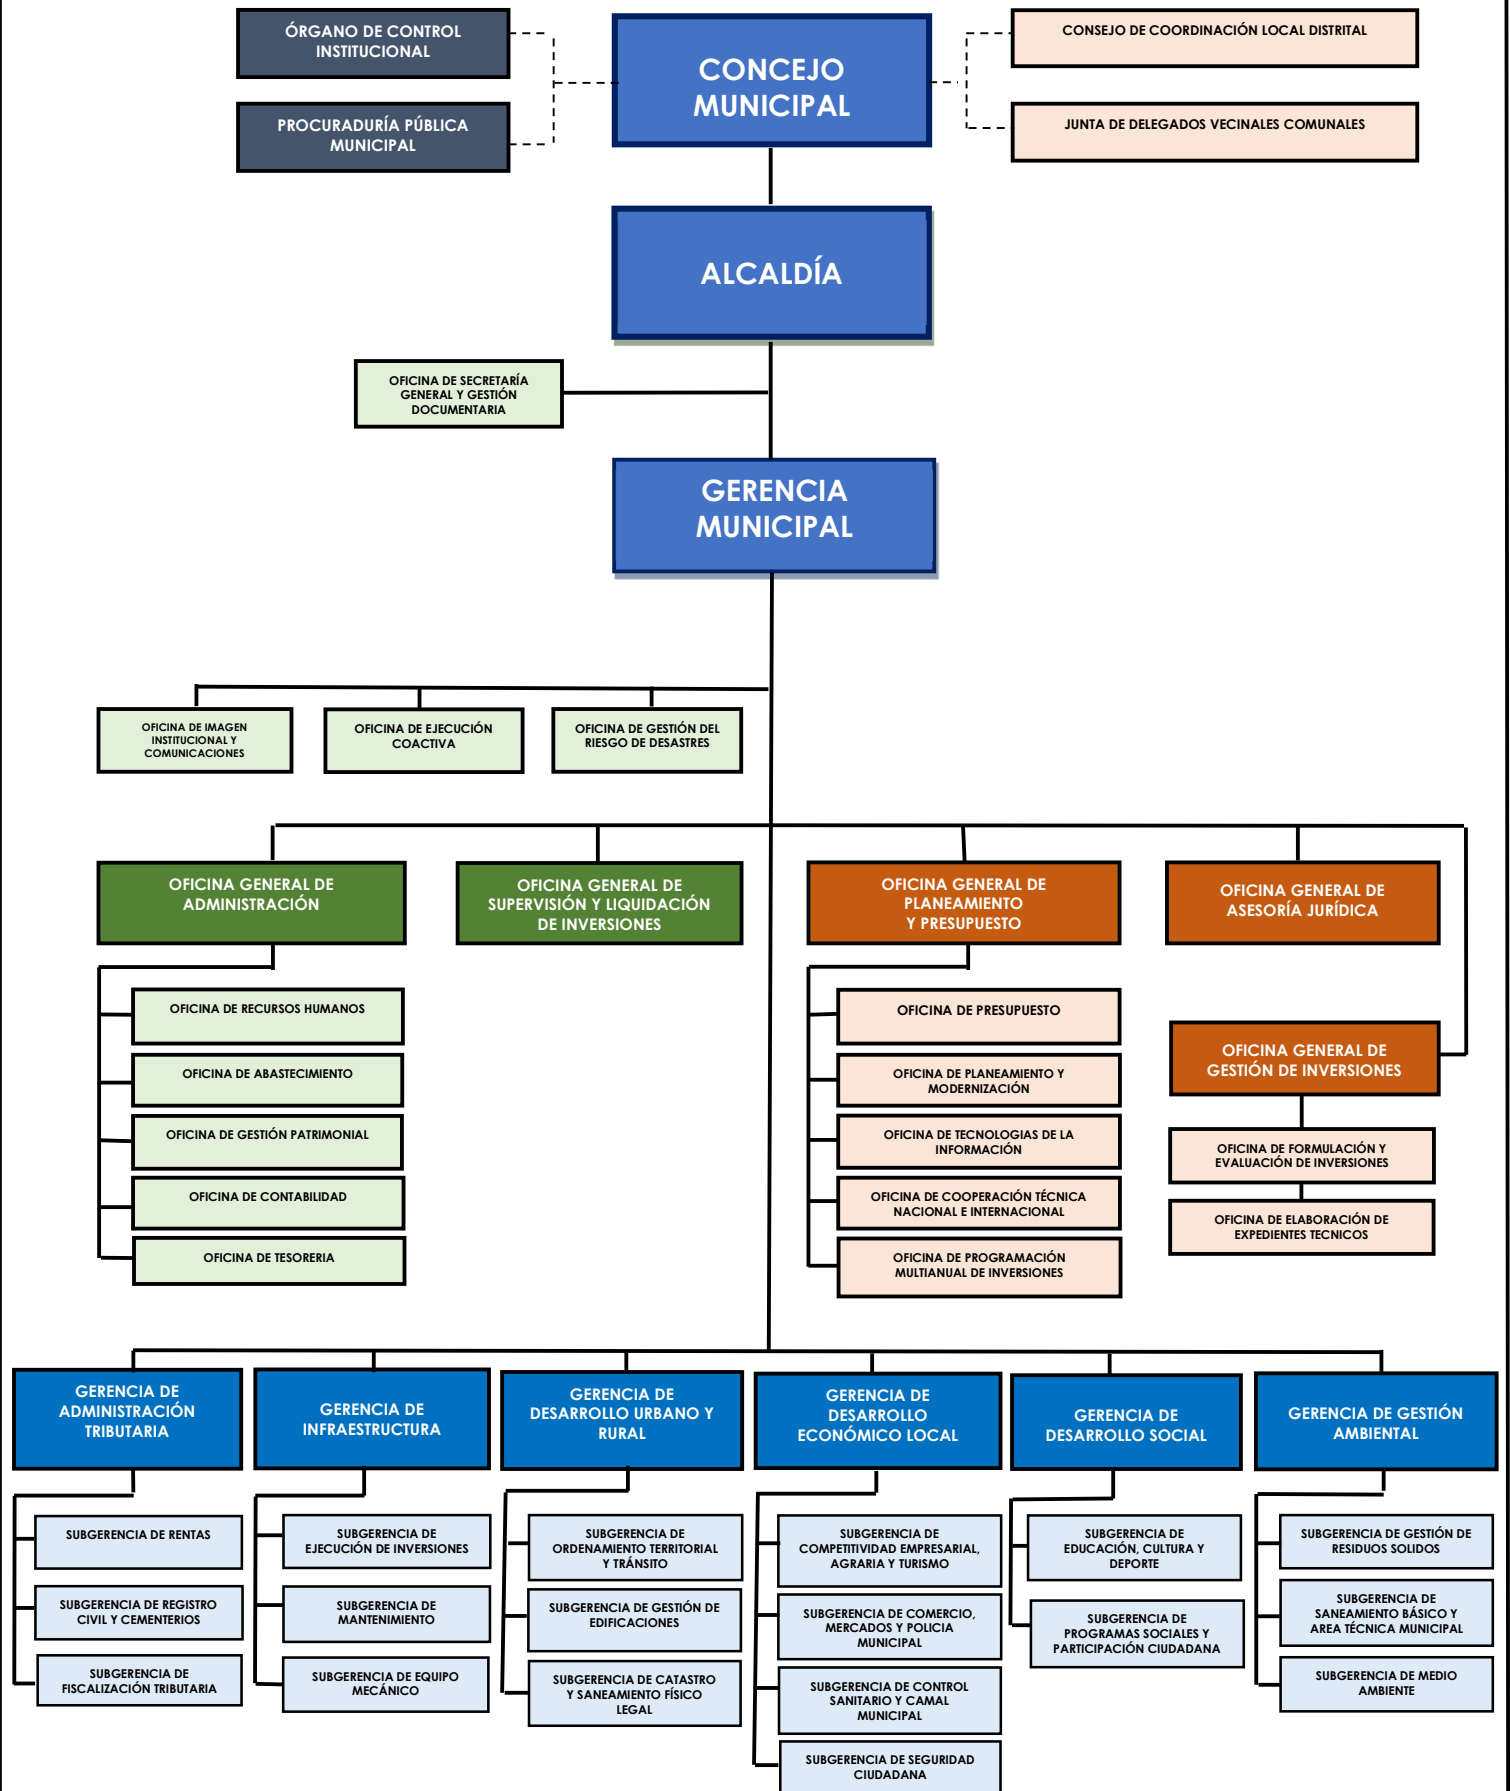 ÓRGANO DE CONTROL
INSTITUCIONAL
PROCURADURÍA PÚBLICA
MUNICIPAL
CONCEJO
MUNICIPAL
CONSEJO DE COORDINACIÓN LOCAL DISTRITAL
JUNTA DE DELEGADOS VECINALES COMUNALES
ALCALDÍA
OFICINA DE SECRETARÍA
GENERAL Y GESTIÓN
DOCUMENTARIA
GERENCIA
MUNICIPAL
OFICINA DE IMAGEN
INSTITUCIONAL Y
COMUNICACIONES
OFICINA DE EJECUCIÓN
COACTIVA
OFICINA DE GESTIÓN DEL
RIESGO DE DESASTRES
OFICINA GENERAL DE
ADMINISTRACIÓN
OFICINA GENERAL DE
SUPERVISIÓN Y LIQUIDACIÓN
DE INVERSIONES
OFICINA GENERAL DE
PLANEAMIENTO
Y PRESUPUESTO
OFICINA GENERAL DE
ASESORÍA JURÍDICA
OFICINA DE RECURSOS HUMANOS
OFICINA DE ABASTECIMIENTO
OFICINA DE GESTIÓN PATRIMONIAL
OFICINA DE CONTABILIDAD
OFICINA DE TESORERIA
OFICINA DE PRESUPUESTO
OFICINA DE PLANEAMIENTO Y
MODERNIZACIÓN
OFICINA DE TECNOLOGIAS DE LA
INFORMACIÓN
OFICINA DE COOPERACIÓN TÉCNICA
NACIONAL E INTERNACIONAL
OFICINA DE PROGRAMACIÓN
MULTIANUAL DE INVERSIONES
OFICINA GENERAL DE
GESTIÓN DE INVERSIONES
OFICINA DE FORMULACIÓN Y
EVALUACIÓN DE INVERSIONES
OFICINA DE ELABORACIÓN DE
EXPEDIENTES TECNICOS
GERENCIA DE
ADMINISTRACIÓN
TRIBUTARIA
SUBGERENCIA DE RENTAS
SUBGERENCIA DE REGISTRO
CIVIL Y CEMENTERIOS
SUBGERENCIA DE
FISCALIZACIÓN TRIBUTARIA
GERENCIA DE
INFRAESTRUCTURA
SUBGERENCIA DE
EJECUCIÓN DE INVERSIONES
SUBGERENCIA DE
MANTENIMIENTO
SUBGERENCIA DE EQUIPO
MECÁNICO
GERENCIA DE
DESARROLLO URBANO Y
RURAL
SUBGERENCIA DE
ORDENAMIENTO TERRITORIAL
Y TRÁNSITO
SUBGERENCIA DE GESTIÓN DE
EDIFICACIONES
SUBGERENCIA DE CATASTRO
Y SANEAMIENTO FÍSICO
LEGAL
GERENCIA DE
DESARROLLO
ECONÓMICO LOCAL
SUBGERENCIA DE
COMPETITIVIDAD EMPRESARIAL,
AGRARIA Y TURISMO
SUBGERENCIA DE COMERCIO,
MERCADOS Y POLICIA
MUNICIPAL
SUBGERENCIA DE CONTROL
SANITARIO Y CAMAL
MUNICIPAL
SUBGERENCIA DE SEGURIDAD
CIUDADANA
GERENCIA DE
DESARROLLO SOCIAL
SUBGERENCIA DE
EDUCACIÓN, CULTURA Y
DEPORTE
SUBGERENCIA DE
PROGRAMAS SOCIALES Y
PARTICIPACIÓN CIUDADANA
GERENCIA DE GESTIÓN
AMBIENTAL
SUBGERENCIA DE GESTIÓN DE
RESIDUOS SOLIDOS
SUBGERENCIA DE
SANEAMIENTO BÁSICO Y
AREA TÉCNICA MUNICIPAL
SUBGERENCIA DE MEDIO
AMBIENTE